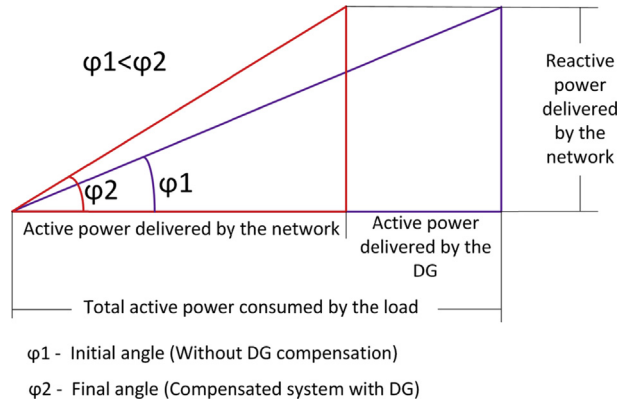 φ1<φ2
Reactive
power
delivered
by the
network
φ2
φ1
Active power delivered by the network
Active power
delivered by the
DG
Total active power consumed by the load
φ1 - Initial angle (Without DG compensation)
φ2 - Final angle (Compensated system with DG)